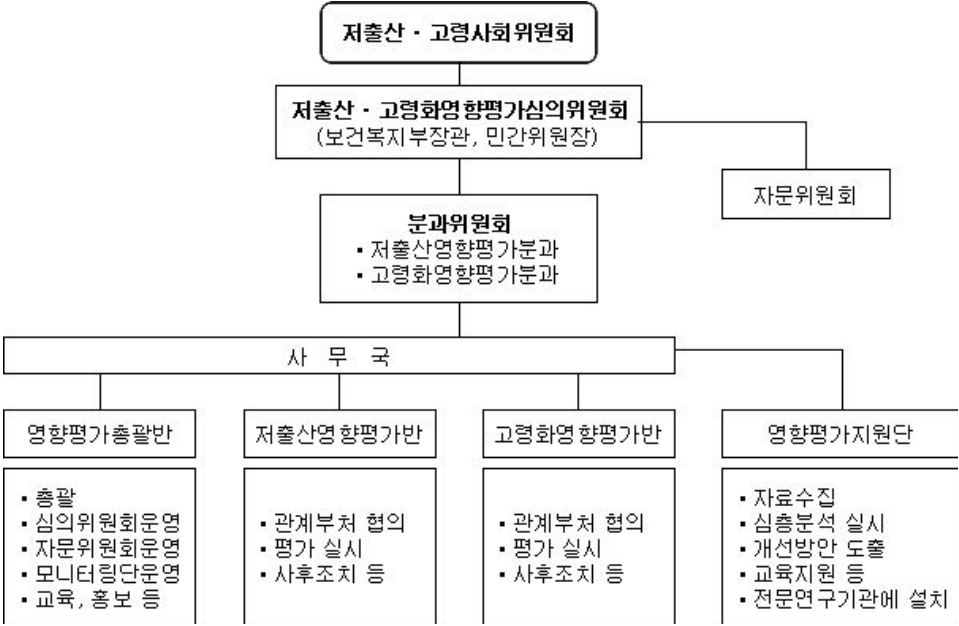 저출산 · 고령사회위원회
저출산 · 고령화영향평가심의위원회
(보건복지부장관, 민간위원장)
자문위원회
분과위원회
▪ 저출산영향평가분과
▪ 고령화영향평가분과
사 무 국
영향평가총괄반
▪ 총괄
▪ 심의위원회운영
▪ 자문위원회운영
▪ 모니터링단운영
▪ 교육, 홍보 등
저출산영향평가반
▪ 관계부처 협의
▪ 평가 실시
▪ 사후조치 등
고령화영향평가반
▪ 관계부처 협의
▪ 평가 실시
▪ 사후조치 등
영향평가지원단
▪ 자료수집
▪ 심층분석 실시
▪ 개선방안 도출
▪ 교육지원 등
▪ 전문연구기관에 설치